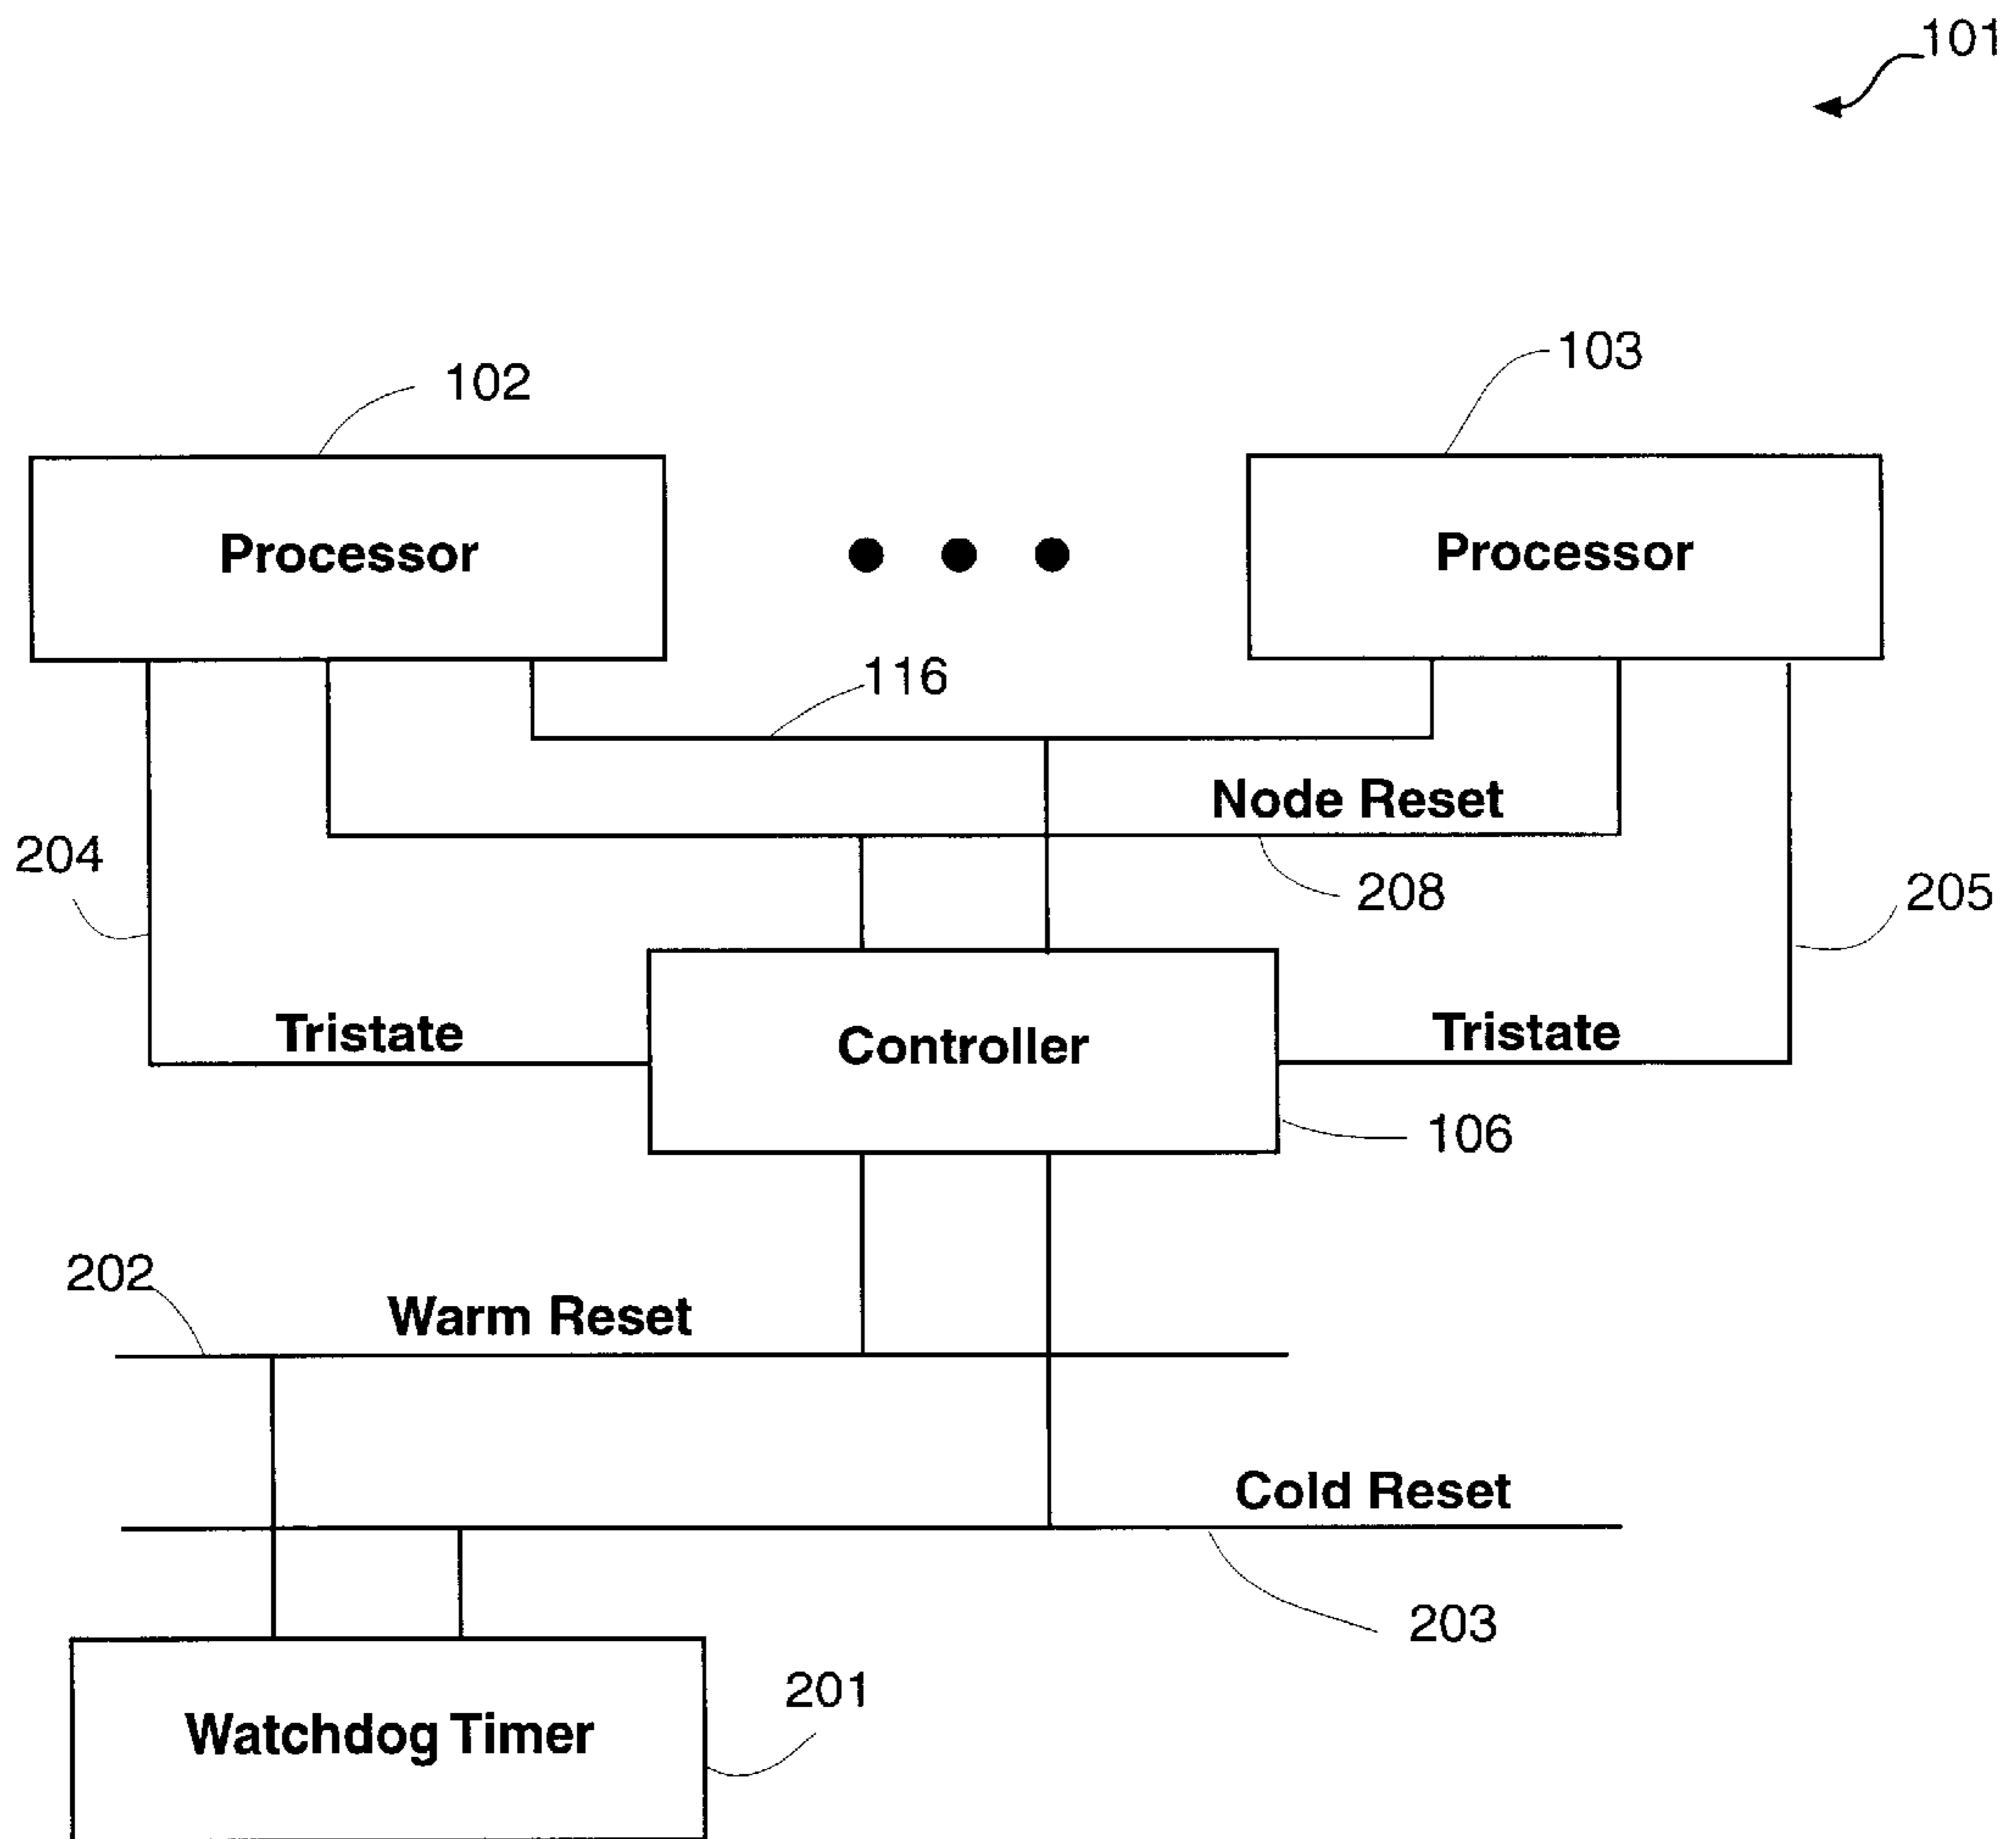 101
103
102
Processor
Processor
116
Node Reset
204
208
205
Tristate
Controller
Tristate
106
202
Warm Reset
Cold Reset
203
201
Watchdog Timer